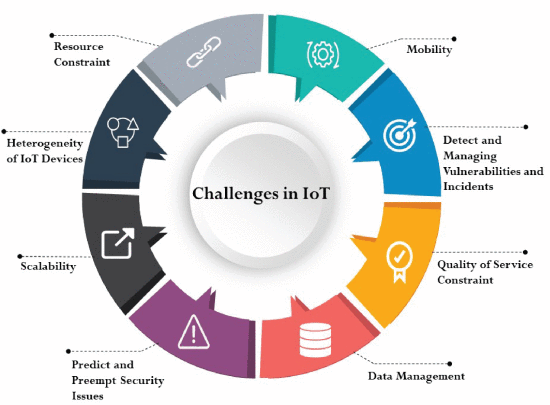 Resource
Constraint
Mobility
Heterogeneity
of IoT Devices
Detect and
Managing
Vulnerabilities and
Incidents
Challenges in IoT
Scalability
Quality of Service
Constraint
Predict and
Preempt Security
Issues
Data Management